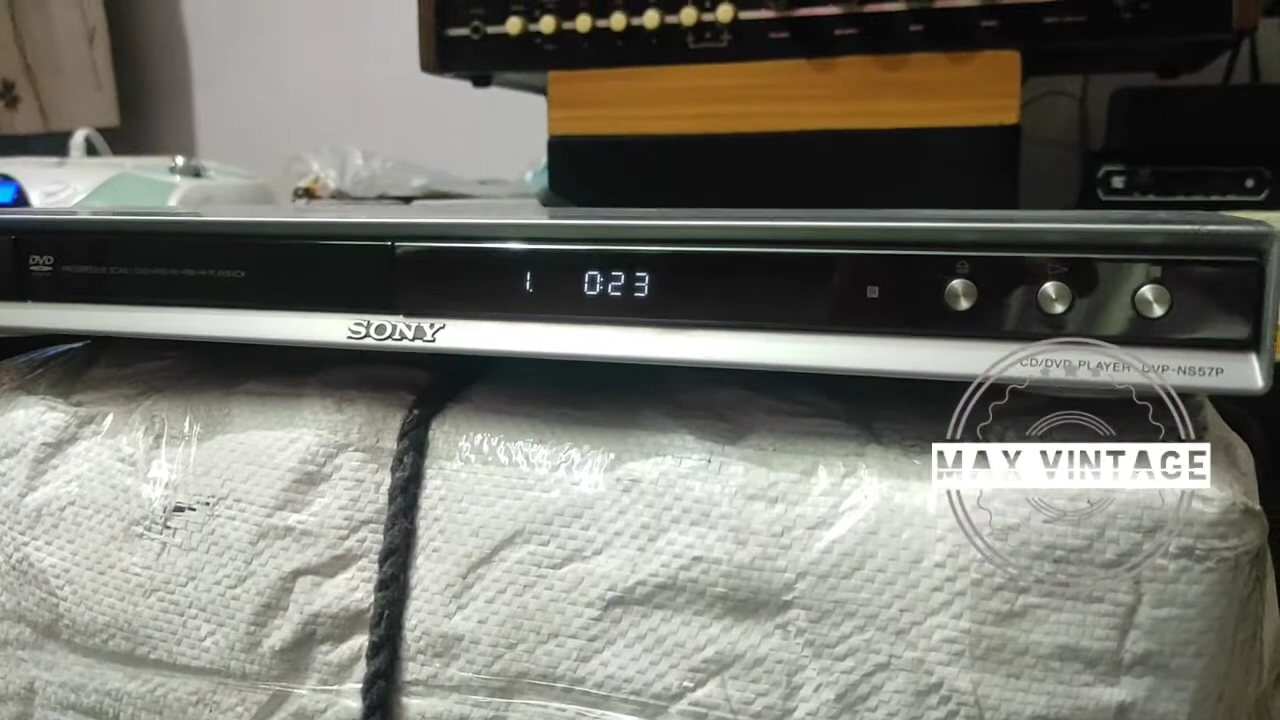 DVD
1. 0:23
SONY
CD/DVD PLAYER DVP-NS57P
MAX VINTAGE